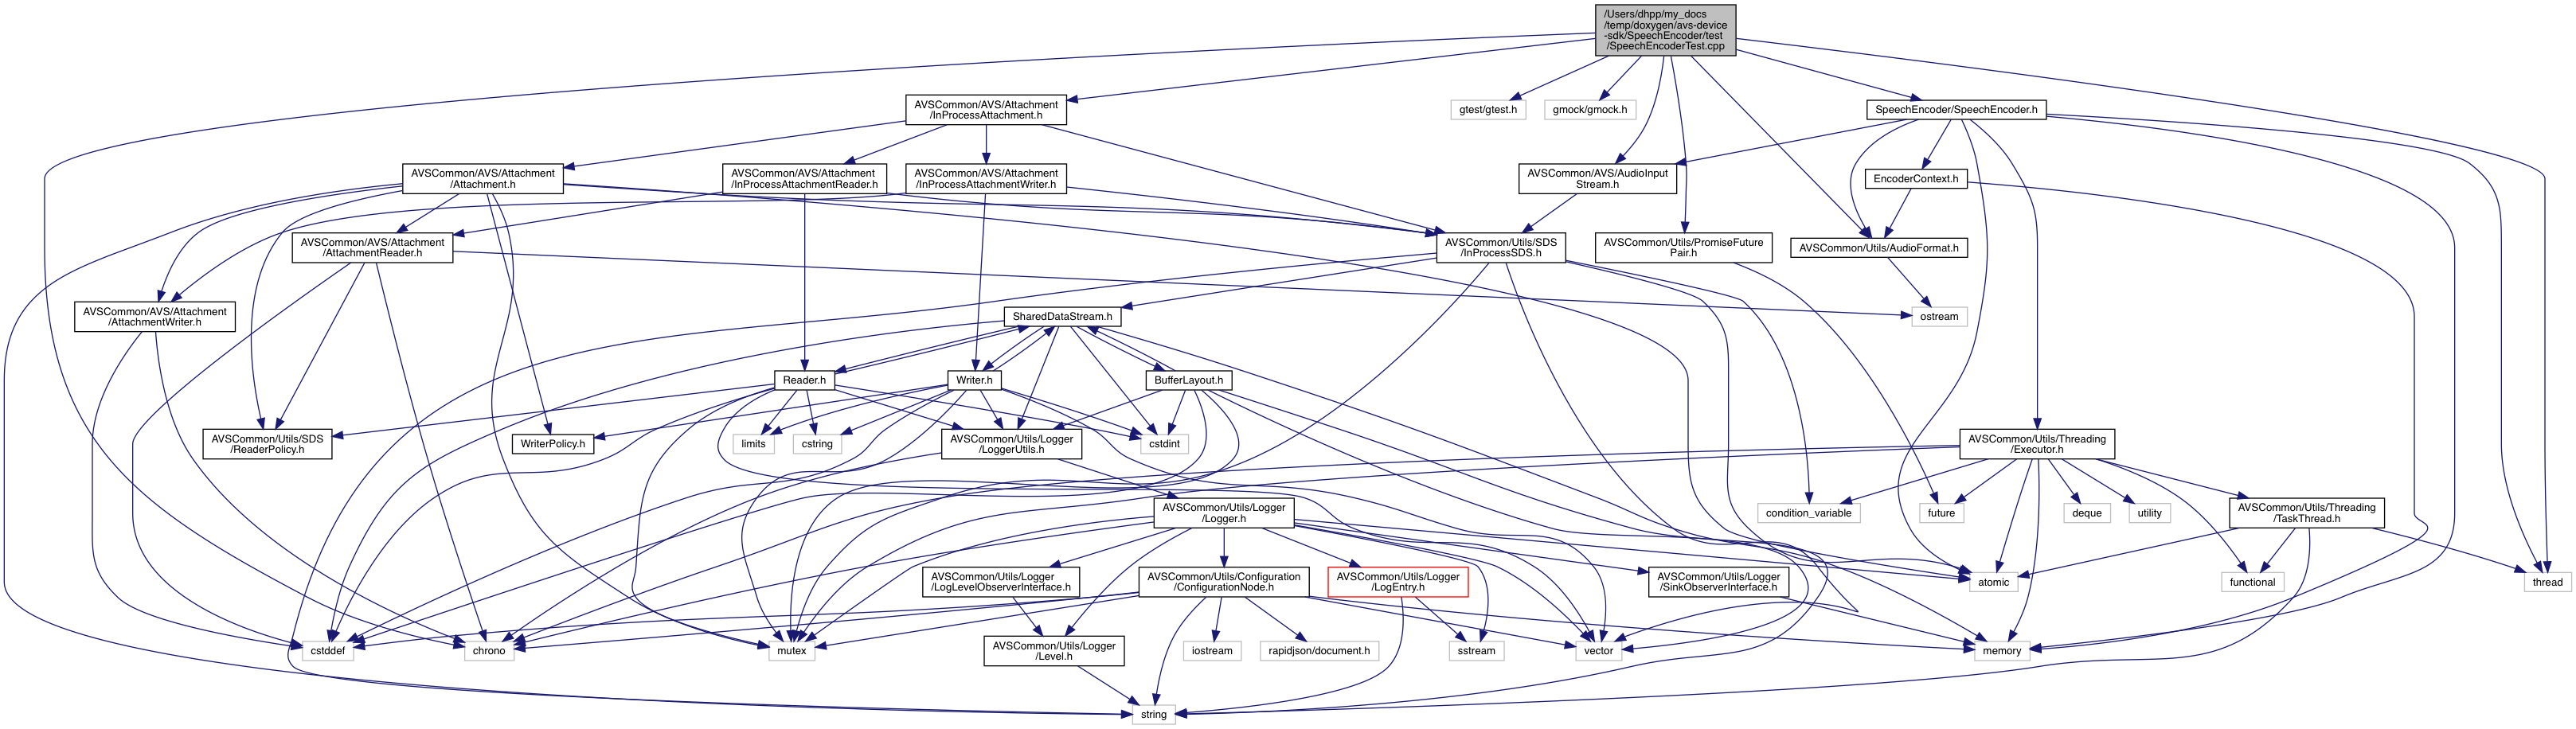 /Users/dhpp/my_docs
/temp/doxygen/avs-device
-sdk/SpeechEncoder/test
/SpeechEncoderTest.cpp
AVSCommon/AVS/Attachment
/InProcessAttachment.h
gtest/gtest.h
gmock/gmock.h
SpeechEncoder/SpeechEncoder.h
AVSCommon/AVS/Attachment
/Attachment.h
AVSCommon/AVS/Attachment
/InProcessAttachmentReader.h
AVSCommon/AVS/Attachment
/InProcessAttachmentWriter.h
AVSCommon/AVS/AudioInput
Stream.h
EncoderContext.h
AVSCommon/AVS/Attachment
/AttachmentReader.h
AVSCommon/Utils/SDS
/InProcessSDS.h
AVSCommon/Utils/PromiseFuture
Pair.h
AVSCommon/Utils/AudioFormat.h
AVSCommon/AVS/Attachment
/AttachmentWriter.h
SharedDataStream.h
ostream
Reader.h
Writer.h
BufferLayout.h
AVSCommon/Utils/SDS
/ReaderPolicy.h
WriterPolicy.h
limits
cstring
AVSCommon/Utils/Logger
/LoggerUtils.h
cstdint
AVSCommon/Utils/Threading
/Executor.h
AVSCommon/Utils/Logger
/Logger.h
condition_variable
future
deque
utility
AVSCommon/Utils/Threading
/TaskThread.h
AVSCommon/Utils/Logger
/LogLevelObserverInterface.h
AVSCommon/Utils/Configuration
/ConfigurationNode.h
AVSCommon/Utils/Logger
/LogEntry.h
AVSCommon/Utils/Logger
/SinkObserverInterface.h
atomic
functional
thread
cstddef
chrono
mutex
AVSCommon/Utils/Logger
/Level.h
iostream
rapidjson/document.h
sstream
vector
memory
string